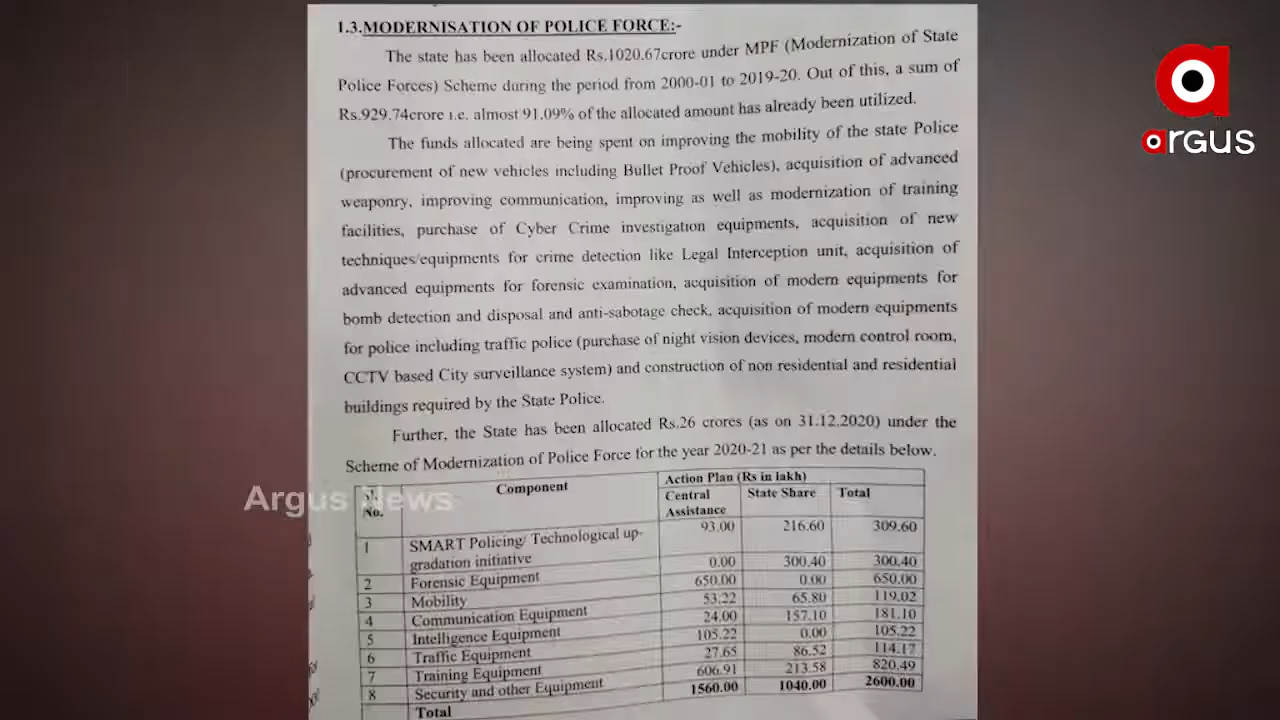 1.3.MODERNISATION OF POLICE FORCE:-
The state has been allocated Rs.1020.67crore under MPF (Modernization of State
Police Forces) Scheme during the period from 2000-01 to 2019-20. Out of this, a sum of
Rs.929.74crore i.e. almost 91.09% of the allocated amount has already been utilized.
The funds allocated are being spent on improving the mobility of the state Police
(procurement of new vehicles including Bullet Proof Vehicles), acquisition of advanced
weaponry, improving communication, improving as well as modernization of training
facilities, purchase of Cyber Crime investigation equipments, acquisition of new
techniques/equipments for crime detection like Legal Interception unit, acquisition of
advanced equipments for forensic examination, acquisition of modern equipments for
bomb detection and disposal and anti-sabotage check, acquisition of modern equipments
for police including traffic police (purchase of night vision devices, modern control room,
CCTV based City surveillance system) and construction of non residential and residential
buildings required by the State Police.
Further, the State has been allocated Rs.26 crores (as on 31.12.2020) under the
Scheme of Modernization of Police Force for the year 2020-21 as per the details below.
Sl. No. Component Action Plan (Rs in lakh)
Central Assistance State Share Total
1 SMART Policing/ Technological up-gradation initiative 93.00 216.60 309.60
2 Forensic Equipment 0.00 300.40 300.40
3 Mobility 650.00 0.00 650.00
4 Communication Equipment 53.22 65.80 119.02
5 Intelligence Equipment 24.00 157.10 181.10
6 Traffic Equipment 105.22 0.00 105.22
7 Training Equipment 27.65 86.52 114.17
8 Security and other Equipment 606.91 213.58 820.49
Total 1560.00 1040.00 2600.00
Argus News
argus